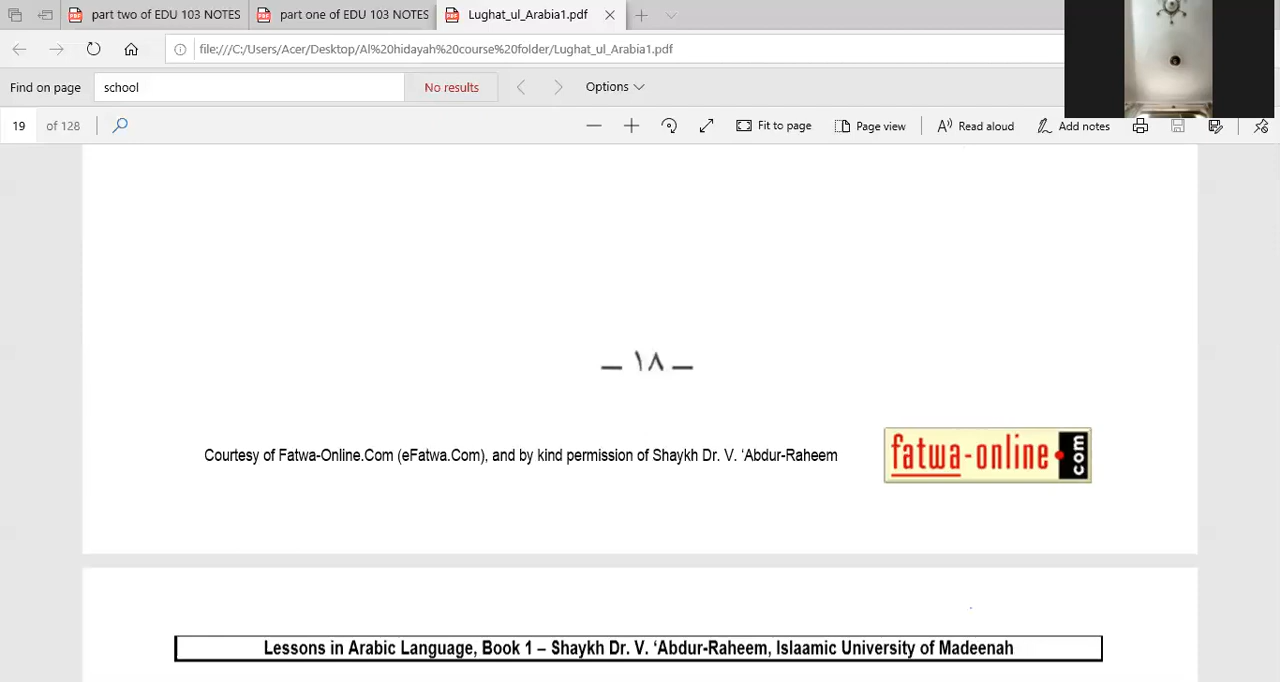 part two of EDU 103 NOTES
part one of EDU 103 NOTES
Lughat_ul_Arabia1.pdf
file:///C:/Users/Acer/Desktop/Al%20hidayah%20course%20folder/Lughat_ul_Arabia1.pdf
Find on page
school
No results
Options
19 of 128
Fit to page
Page view
Read aloud
Add notes
– ١٨ –
Courtesy of Fatwa-Online.Com (eFatwa.Com), and by kind permission of Shaykh Dr. V. ‘Abdur-Raheem
fatwa-online.com
Lessons in Arabic Language, Book 1 – Shaykh Dr. V. ‘Abdur-Raheem, Islaamic University of Madeenah